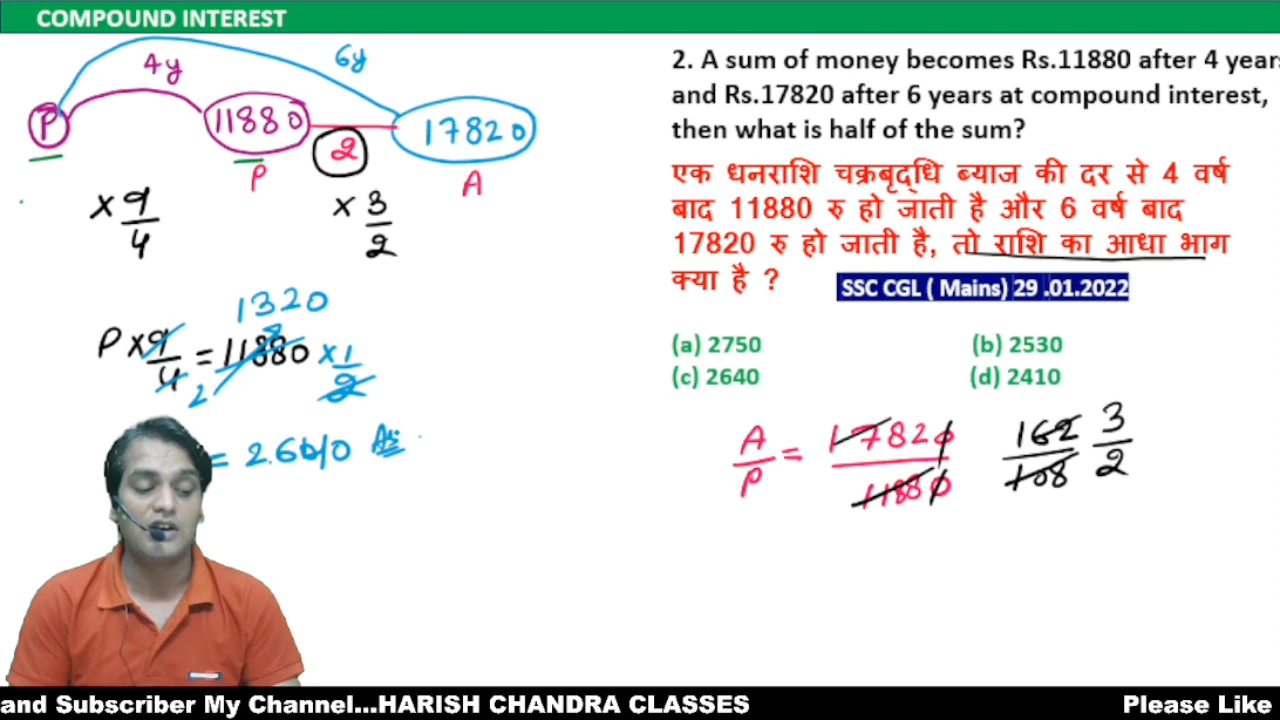 COMPOUND INTEREST
4y
6y
P
11880
2
17820
P
A
× 9/4
× 3/2
1320
P × 9/4 = 11880 × 1/2
2
= 2640 Ans
2. A sum of money becomes Rs.11880 after 4 years
and Rs.17820 after 6 years at compound interest,
then what is half of the sum?
एक धनराशि चक्रबृद्धि ब्याज की दर से 4 वर्ष
बाद 11880 रु हो जाती है और 6 वर्ष बाद
17820 रु हो जाती है, तो राशि का आधा भाग
क्या है ?
SSC CGL ( Mains) 29 .01.2022
(a) 2750 (b) 2530
(c) 2640 (d) 2410
A/P = 17820/11880 162/108 3/2
and Subscriber My Channel...HARISH CHANDRA CLASSES Please Like